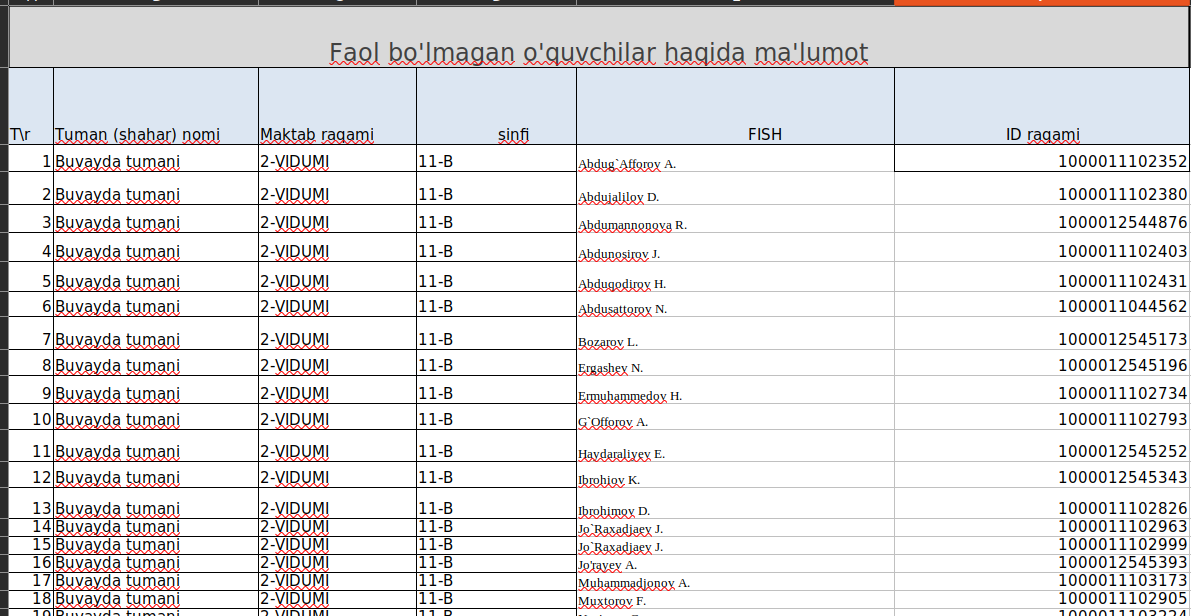 Faol bo'lmagan o'quvchilar haqida ma'lumot
T\r Tuman (shahar) nomi Maktab raqami sinfi FISH ID raqami
1 Buvayda tumani 2-VIDUMI 11-B Abdug`Afforov A. 1000011102352
2 Buvayda tumani 2-VIDUMI 11-B Abdujalilov D. 1000011102380
3 Buvayda tumani 2-VIDUMI 11-B Abdumannonova R. 1000012544876
4 Buvayda tumani 2-VIDUMI 11-B Abdunosirov J. 1000011102403
5 Buvayda tumani 2-VIDUMI 11-B Abduqodirov H. 1000011102431
6 Buvayda tumani 2-VIDUMI 11-B Abdusattorov N. 1000011044562
7 Buvayda tumani 2-VIDUMI 11-B Bozarov L. 1000012545173
8 Buvayda tumani 2-VIDUMI 11-B Ergashev N. 1000012545196
9 Buvayda tumani 2-VIDUMI 11-B Ermuhammedov H. 1000011102734
10 Buvayda tumani 2-VIDUMI 11-B G`Offorov A. 1000011102793
11 Buvayda tumani 2-VIDUMI 11-B Haydaraliyev E. 1000012545252
12 Buvayda tumani 2-VIDUMI 11-B Ibrohiov K. 1000012545343
13 Buvayda tumani 2-VIDUMI 11-B Ibrohimov D. 1000011102826
14 Buvayda tumani 2-VIDUMI 11-B Jo`Raxadjaev J. 1000011102963
15 Buvayda tumani 2-VIDUMI 11-B Jo`Raxadjaev J. 1000011102999
16 Buvayda tumani 2-VIDUMI 11-B Jo'rayev A. 1000012545393
17 Buvayda tumani 2-VIDUMI 11-B Muhammadjonov A. 1000011103173
18 Buvayda tumani 2-VIDUMI 11-B Muxtorov F. 1000011102905